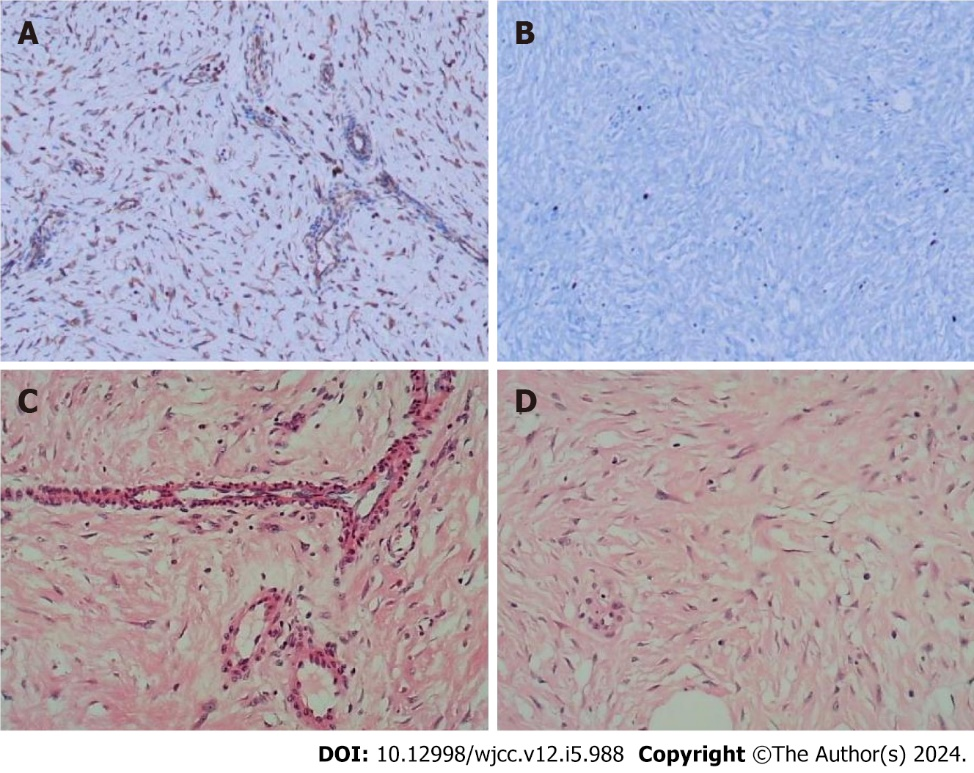 A
B
C
D
DOI: 10.12998/wjcc.v12.i5.988 Copyright ©The Author(s) 2024.